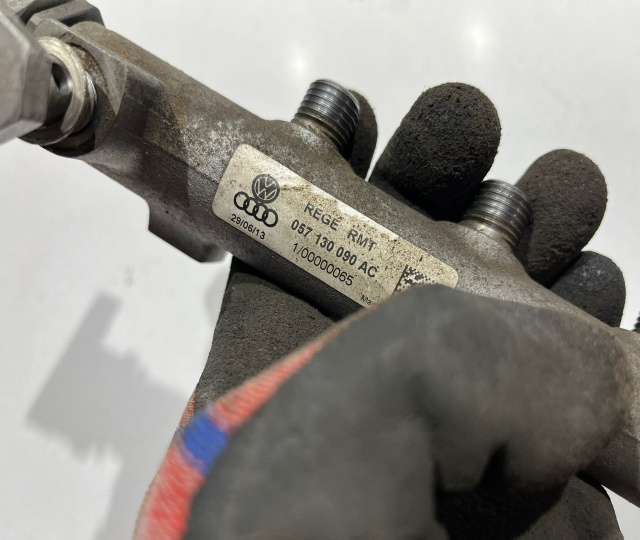 REGE RMT
29/08/13
057 130 090 AC
1/00000065